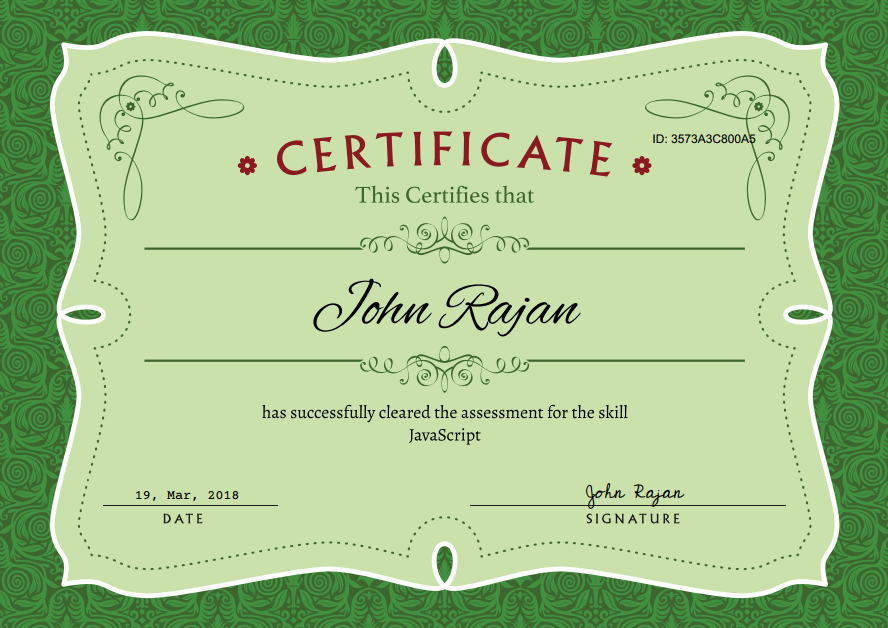 ID: 3573A3C800A5
CERTIFICATE
This Certifies that
John Rajan
has successfully cleared the assessment for the skill
JavaScript
19, Mar, 2018
John Rajan
DATE
SIGNATURE